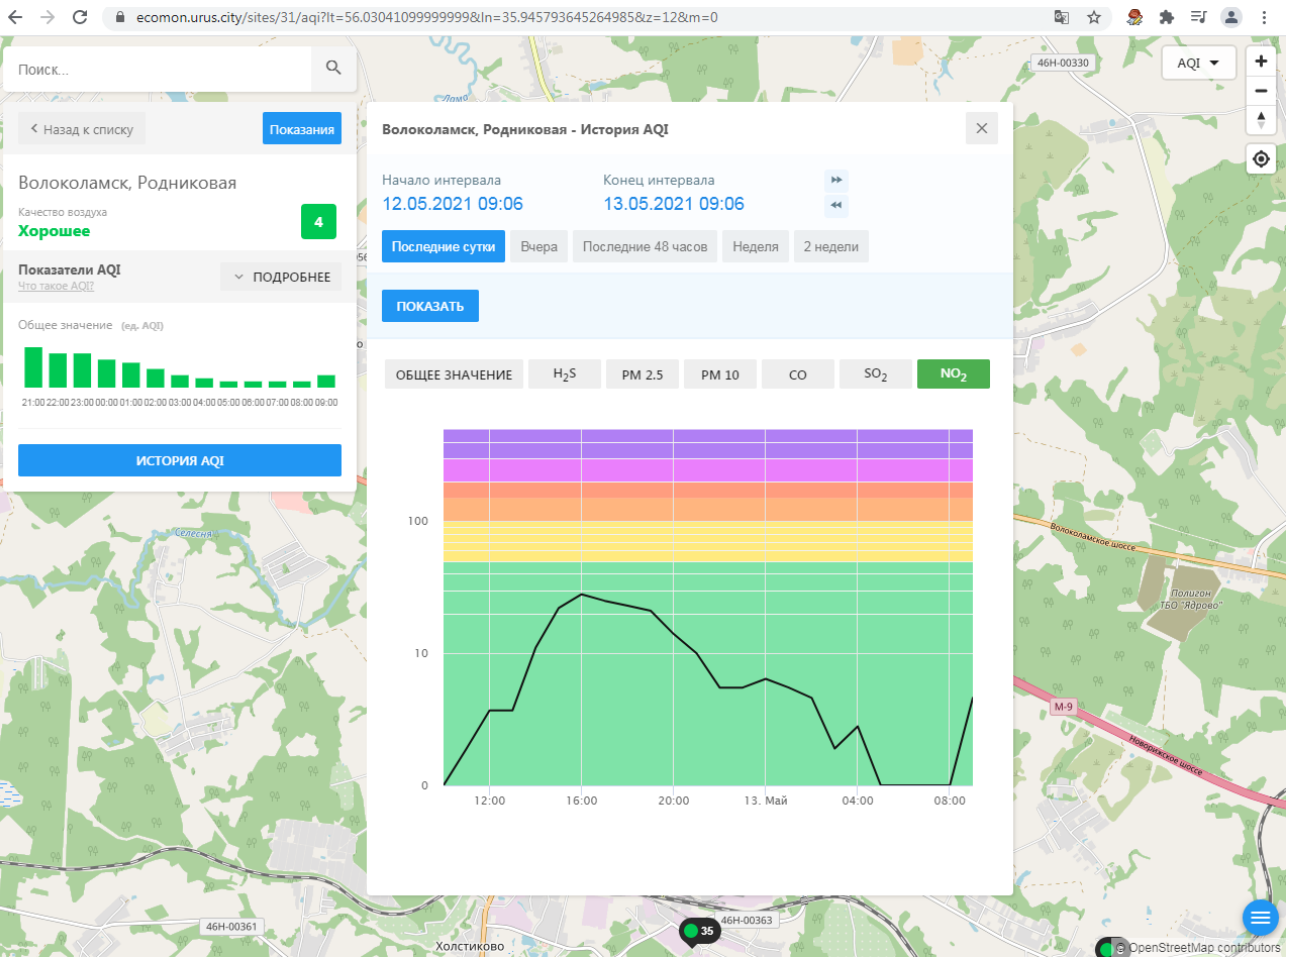 ecomon.urus.city/sites/31/aqi?lt=56.03041099999999&ln=35.945793645264985&z=12&m=0
Поиск...
46Н-00330
AQI
Лама
Назад к списку
Показания
Волоколамск, Родниковая - История AQI
Волоколамск, Родниковая
Качество воздуха
Хорошее
4
Начало интервала
Конец интервала
12.05.2021 09:06
13.05.2021 09:06
Последние сутки
Вчера
Последние 48 часов
Неделя
2 недели
Показатели AQI
Что такое AQI?
ПОДРОБНЕЕ
ПОКАЗАТЬ
Общее значение (ед. AQI)
21:00 22:00 23:00 00:00 01:00 02:00 03:00 04:00 05:00 06:00 07:00 08:00 09:00
ИСТОРИЯ AQI
ОБЩЕЕ ЗНАЧЕНИЕ
H2S
PM 2.5
PM 10
CO
SO2
NO2
100
10
0
12:00
16:00
20:00
13. Май
04:00
08:00
Селесня
Волоколамское шоссе
Полигон
ТБО "Ядрово"
М-9
Новорижское шоссе
46Н-00361
46Н-00363
35
Холстиково
© OpenStreetMap contributors